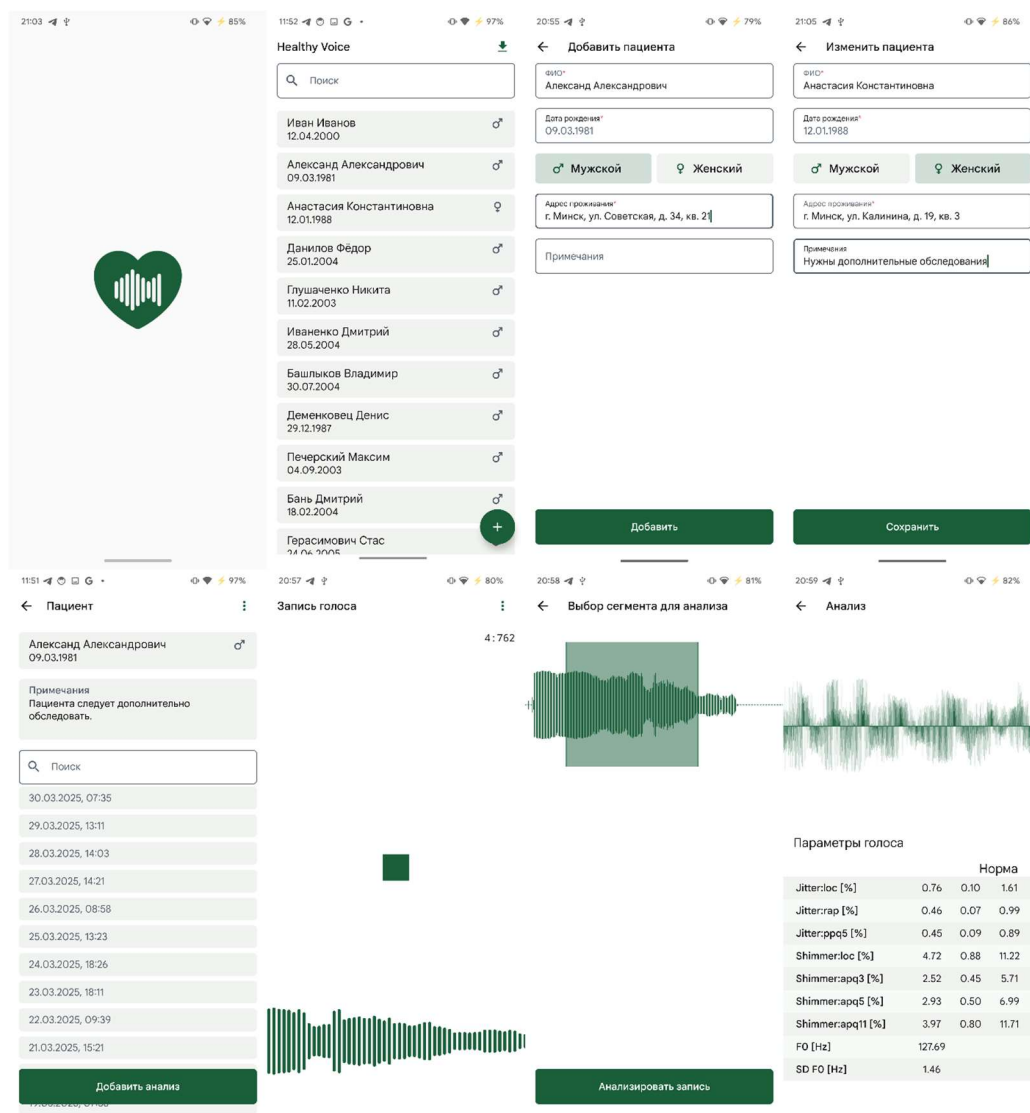 21:03
85%
11:52
97%
Healthy Voice
Поиск
Иван Иванов
12.04.2000
Александ Александрович
09.03.1981
Анастасия Константиновна
12.01.1988
Данилов Фёдор
25.01.2004
Глушаченко Никита
11.02.2003
Иваненко Дмитрий
28.05.2004
Башлыков Владимир
30.07.2004
Деменковец Денис
29.12.1987
Печерский Максим
04.09.2003
Бань Дмитрий
18.02.2004
+
Герасимович Стас
24.06.2005
20:55
79%
Добавить пациента
ФИО*
Александ Александрович
Дата рождения*
09.03.1981
Мужской
Женский
Адрес проживания*
г. Минск, ул. Советская, д. 34, кв. 21
Примечания
Добавить
21:05
86%
Изменить пациента
ФИО*
Анастасия Константиновна
Дата рождения*
12.01.1988
Мужской
Женский
Адрес проживания*
г. Минск, ул. Калинина, д. 19, кв. 3
Примечания
Нужны дополнительные обследования
Сохранить
11:51
97%
Пациент
Александ Александрович
09.03.1981
Примечания
Пациента следует дополнительно
обследовать.
Поиск
30.03.2025, 07:35
29.03.2025, 13:11
28.03.2025, 14:03
27.03.2025, 14:21
26.03.2025, 08:58
25.03.2025, 13:23
24.03.2025, 18:26
23.03.2025, 18:11
22.03.2025, 09:39
21.03.2025, 15:21
Добавить анализ
20:57
80%
Запись голоса
4:762
20:58
81%
Выбор сегмента для анализа
Анализировать запись
20:59
82%
Анализ
Параметры голоса
Норма
Jitter:loc [%] 0.76 0.10 1.61
Jitter:rap [%] 0.46 0.07 0.99
Jitter:ppq5 [%] 0.45 0.09 0.89
Shimmer:loc [%] 4.72 0.88 11.22
Shimmer:apq3 [%] 2.52 0.45 5.71
Shimmer:apq5 [%] 2.93 0.50 6.99
Shimmer:apq11 [%] 3.97 0.80 11.71
F0 [Hz] 127.69
SD F0 [Hz] 1.46